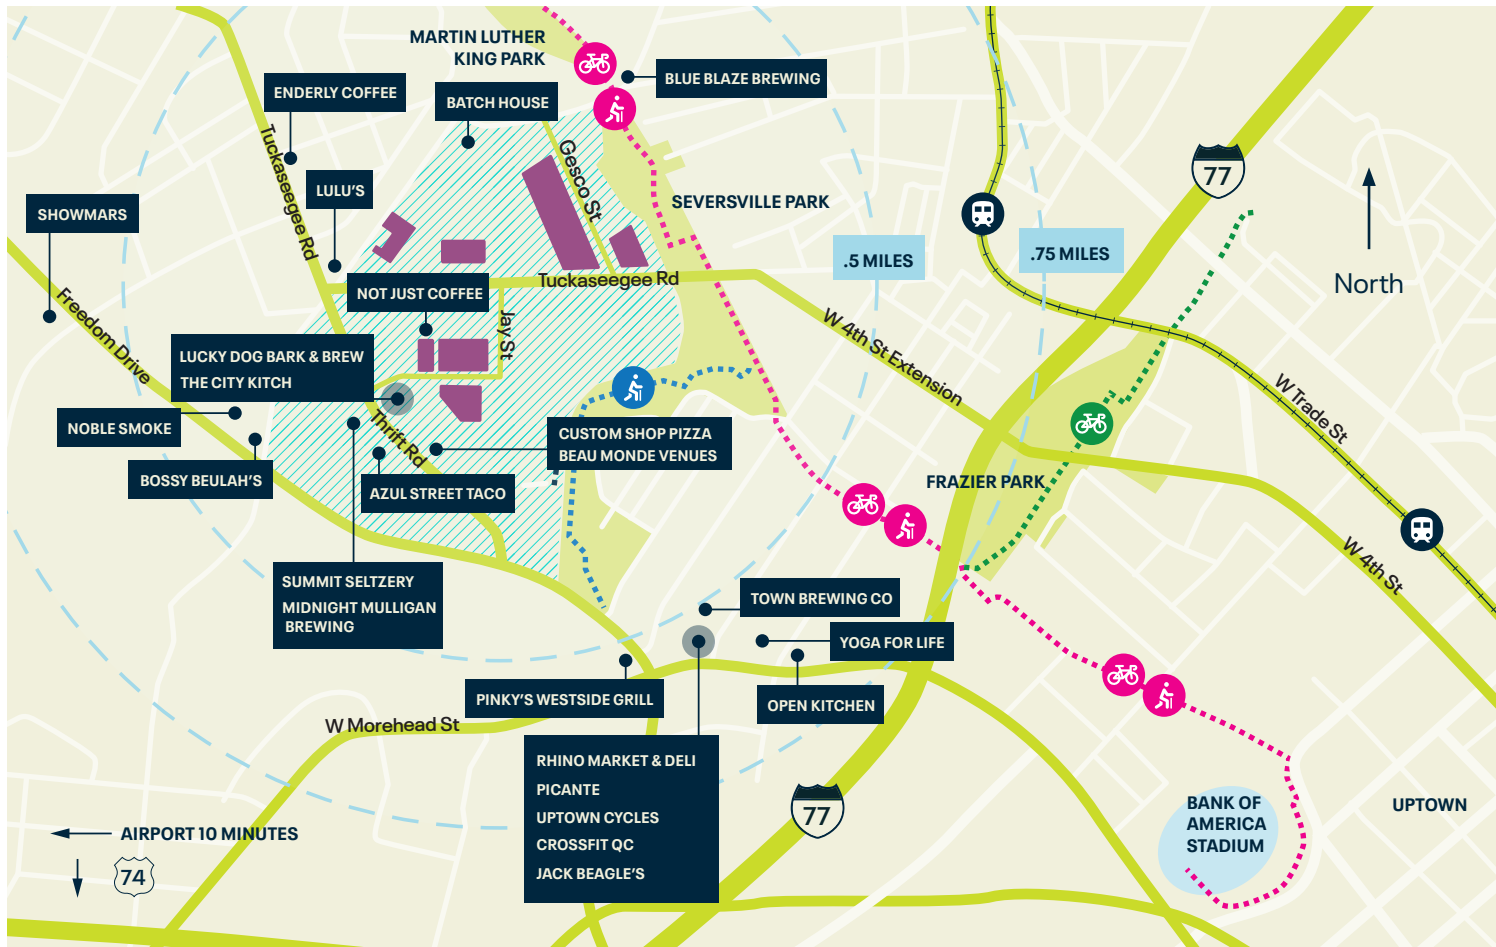 MARTIN LUTHER
KING PARK
BLUE BLAZE BREWING
ENDERLY COFFEE
BATCH HOUSE
Tuckaseegee Rd
Gesco St
77
LULU'S
SHOWMARS
SEVERSVILLE PARK
.5 MILES
.75 MILES
North
Tuckaseegee Rd
NOT JUST COFFEE
Freedom Drive
Jay St
W 4th St Extension
LUCKY DOG BARK & BREW
THE CITY KITCH
W Trade St
NOBLE SMOKE
Thrift Rd
CUSTOM SHOP PIZZA
BEAU MONDE VENUES
BOSSY BEULAH'S
AZUL STREET TACO
FRAZIER PARK
W 4th St
SUMMIT SELTZERY
MIDNIGHT MULLIGAN
BREWING
TOWN BREWING CO
YOGA FOR LIFE
PINKY'S WESTSIDE GRILL
OPEN KITCHEN
W Morehead St
RHINO MARKET & DELI
PICANTE
UPTOWN CYCLES
CROSSFIT QC
JACK BEAGLE'S
77
BANK OF
AMERICA
STADIUM
UPTOWN
AIRPORT 10 MINUTES
74